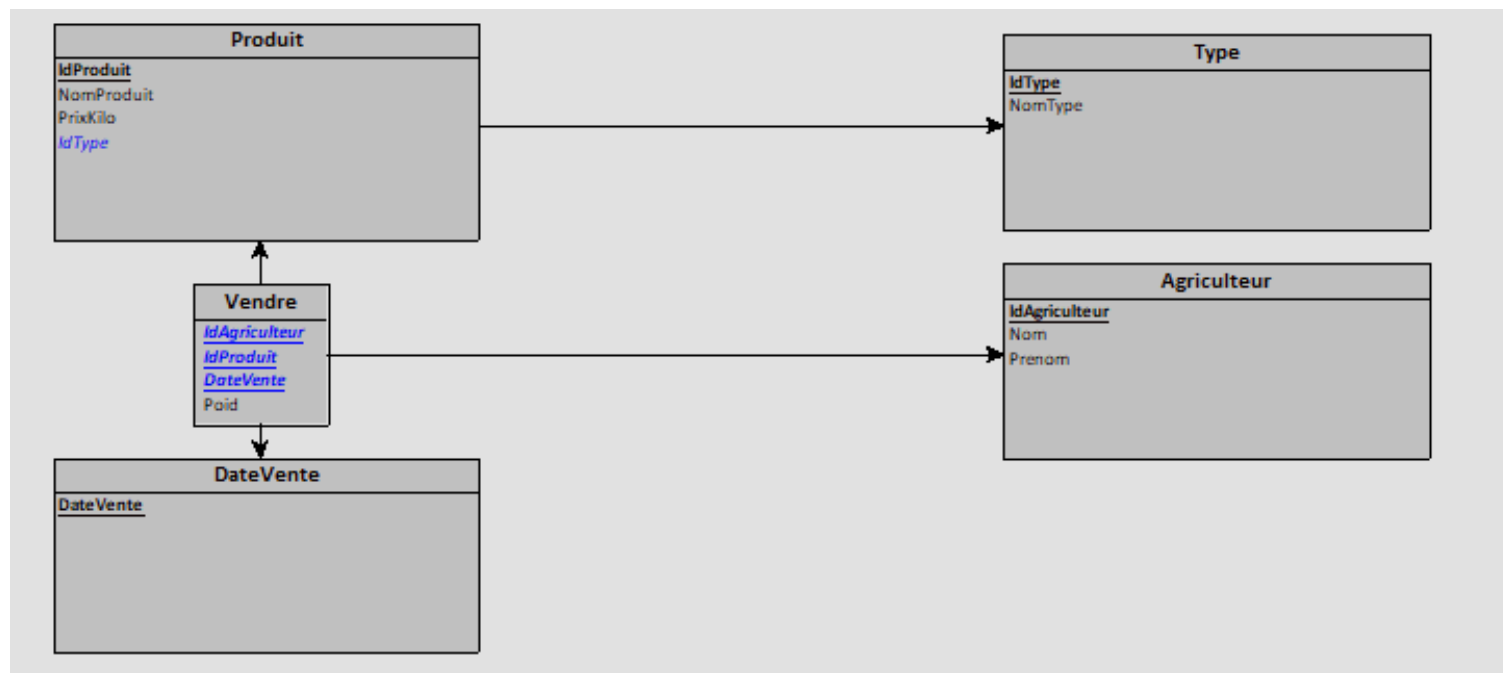 Produit
IdProduit
NomProduit
PrixKilo
IdType
Type
IdType
NomType
Vendre
IdAgriculteur
IdProduit
DateVente
Poid
Agriculteur
IdAgriculteur
Nom
Prenom
DateVente
DateVente